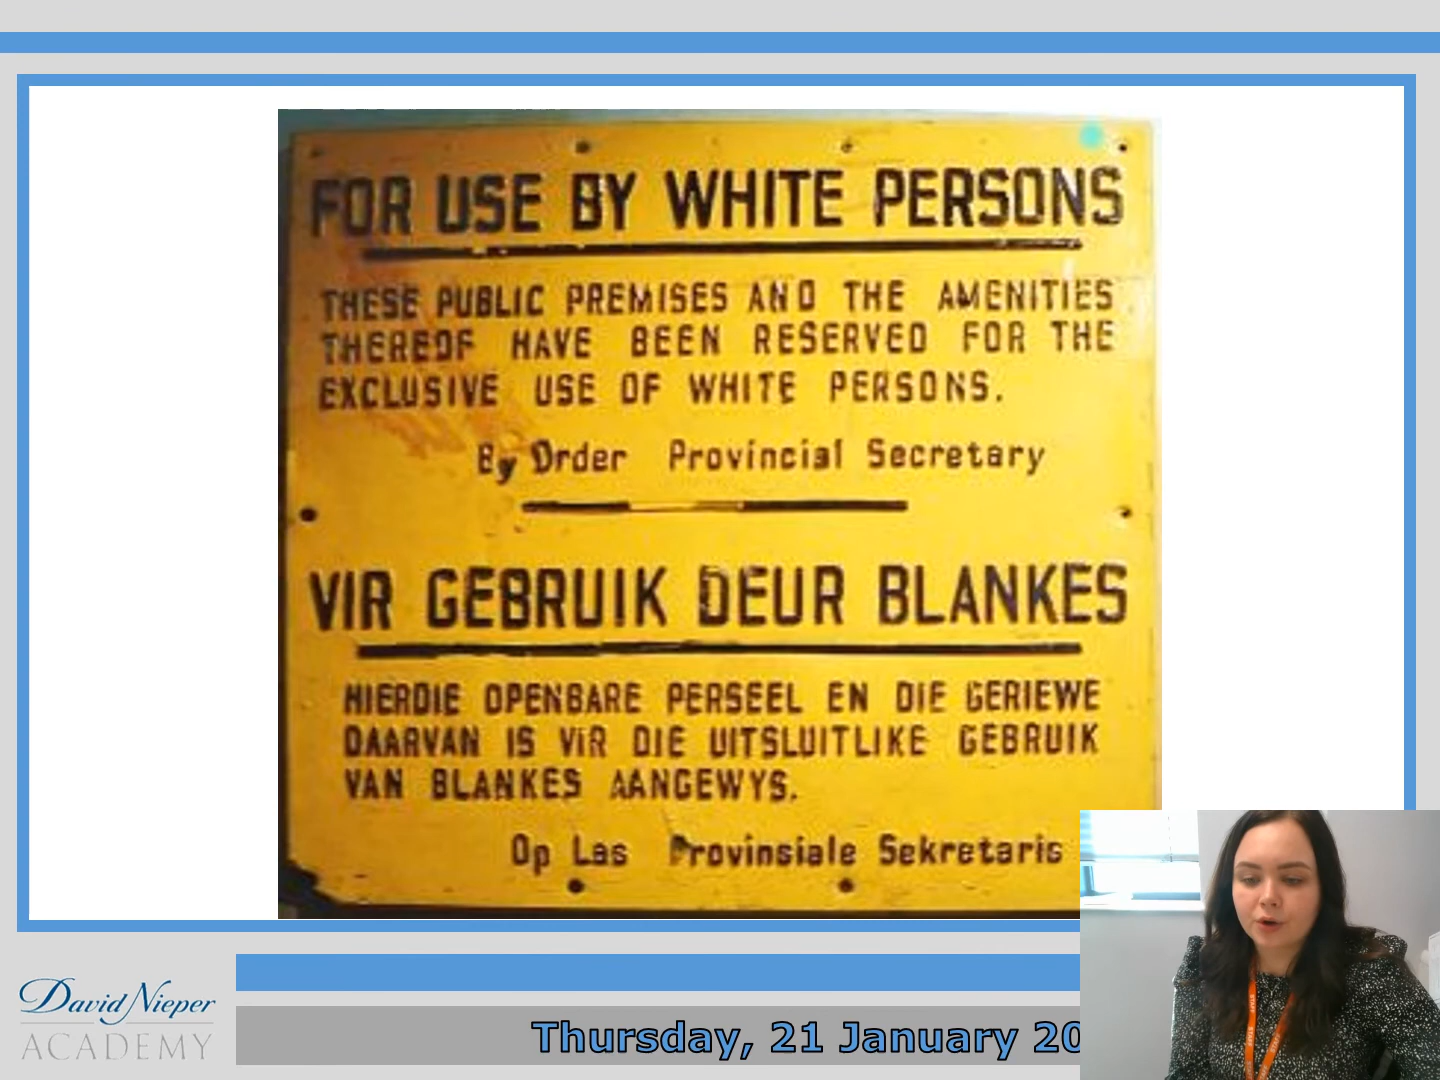 FOR USE BY WHITE PERSONS
THESE PUBLIC PREMISES AND THE AMENITIES
THEREOF HAVE BEEN RESERVED FOR THE
EXCLUSIVE USE OF WHITE PERSONS.
By Order Provincial Secretary
VIR GEBRUIK DEUR BLANKES
HIERDIE OPENBARE PERSEEL EN DIE GERIEWE
DAARVAN IS VIR DIE UITSLUITLIKE GEBRUIK
VAN BLANKES AANGEWYS.
Op Las Provinsiale Sekretaris
David Nieper
ACADEMY
Thursday, 21 January 20